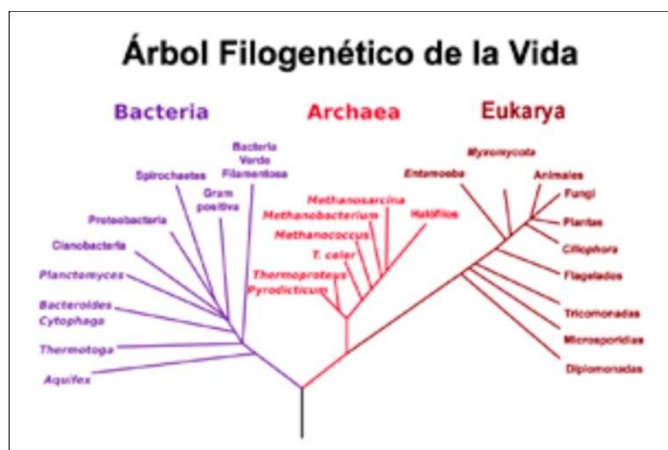 Árbol Filogenético de la Vida
Bacteria
Archaea
Eukarya
Spirochaetes
Bacteria
Verde
Filamentosa
Gram
positiva
Proteobacteria
Cianobacteria
Planctomyces
Bacteroides
Cytophaga
Thermotoga
Aquifex
Methanosarcina
Methanobacterium
Halófilos
Methanococcus
T. celer
Thermoproteus
Pyrodicticum
Entamoeba
Myxomycota
Animales
Fungi
Plantas
Ciliophora
Flagelados
Tricomonadas
Microsporidias
Diplomonadas